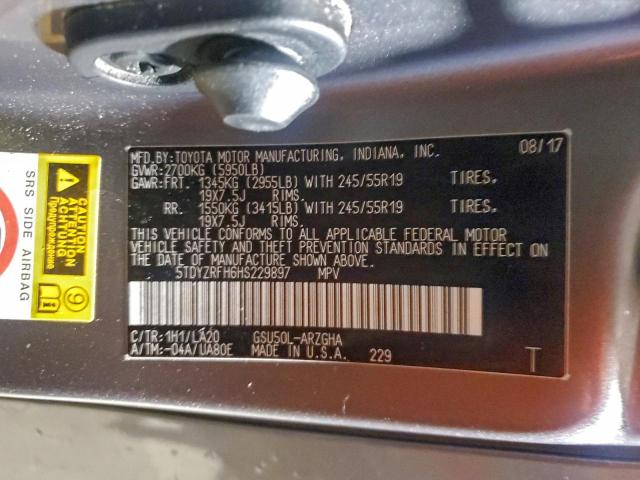 08/17
MFD.BY:TOYOTA MOTOR MANUFACTURING, INDIANA, INC.
GVWR:2700KG (5950LB)
GAWR:FRT. 1345KG (2955LB) WITH 245/55R19 TIRES.
19X7.5J RIMS.
RR. 1550KG (3415LB) WITH 245/55R19 TIRES.
19X7.5J RIMS.
THIS VEHICLE CONFORMS TO ALL APPLICABLE FEDERAL MOTOR
VEHICLE SAFETY AND THEFT PREVENTION STANDARDS IN EFFECT
ON THE DATE OF MANUFACTURE SHOWN ABOVE.
5TDYZRFH6HS229897 MPV
C/TR:1H1/LA20 GSU50L-ARZGHA
A/TM:-04A/UA80E MADE IN U.S.A. 229
T
SRS SIDE AIRBAG
CAUTION
ATTENTION
ACHTUNG
Предупреждение
9
i